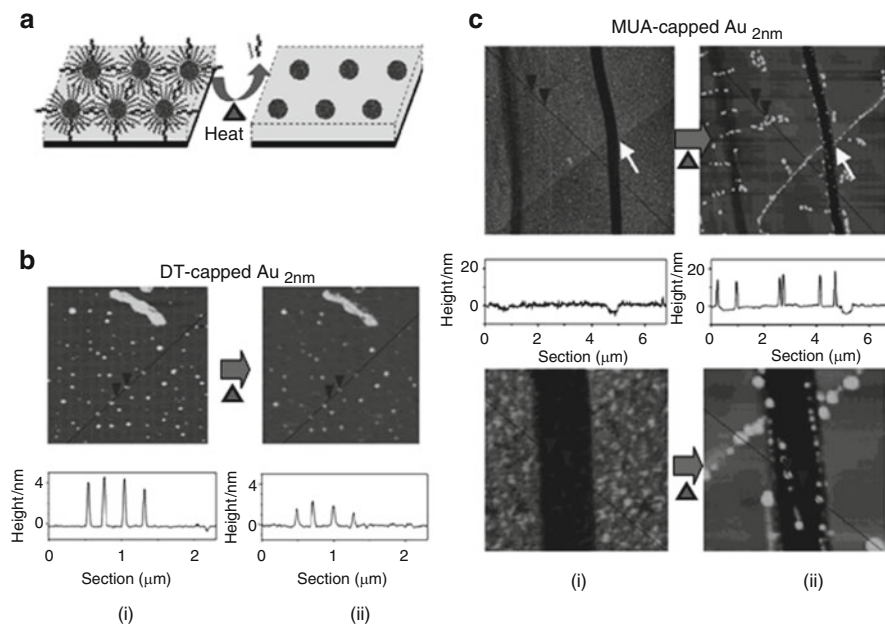 a
Heat
b
DT-capped Au 2nm
Height/nm
4
0
0 1 2
Section (μm)
(i)
Height/nm
4
0
0 1 2
Section (μm)
(ii)
c
MUA-capped Au 2nm
Height/nm
20
0
0 2 4 6
Section (μm)
Height/nm
20
0
0 2 4 6
Section (μm)
(i)
(ii)